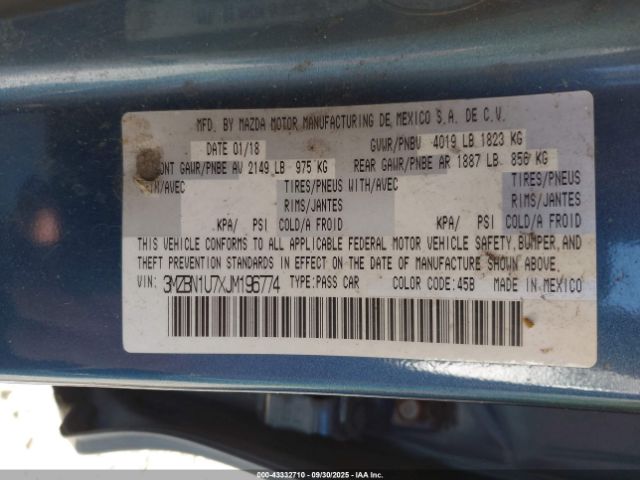 MFD. BY MAZDA MOTOR MANUFACTURING DE MEXICO S.A. DE C.V.
DATE 01/18 GVWR/PNBV 4019 LB 1823 KG
FRONT GAWR/PNBE AV 2149 LB 975 KG REAR GAWR/PNBE AR 1887 LB 856 KG
WITH/AVEC TIRES/PNEUS WITH/AVEC TIRES/PNEUS
RIMS/JANTES RIMS/JANTES
KPA/ PSI COLD/A FROID KPA/ PSI COLD/A FROID
THIS VEHICLE CONFORMS TO ALL APPLICABLE FEDERAL MOTOR VEHICLE SAFETY, BUMPER, AND
THEFT PREVENTION STANDARDS IN EFFECT ON THE DATE OF MANUFACTURE SHOWN ABOVE.
VIN: 3MZBN1U7XJM196774 TYPE: PASS CAR COLOR CODE: 45B MADE IN MEXICO
000-43332710 - 09/30/2025 - IAA Inc.